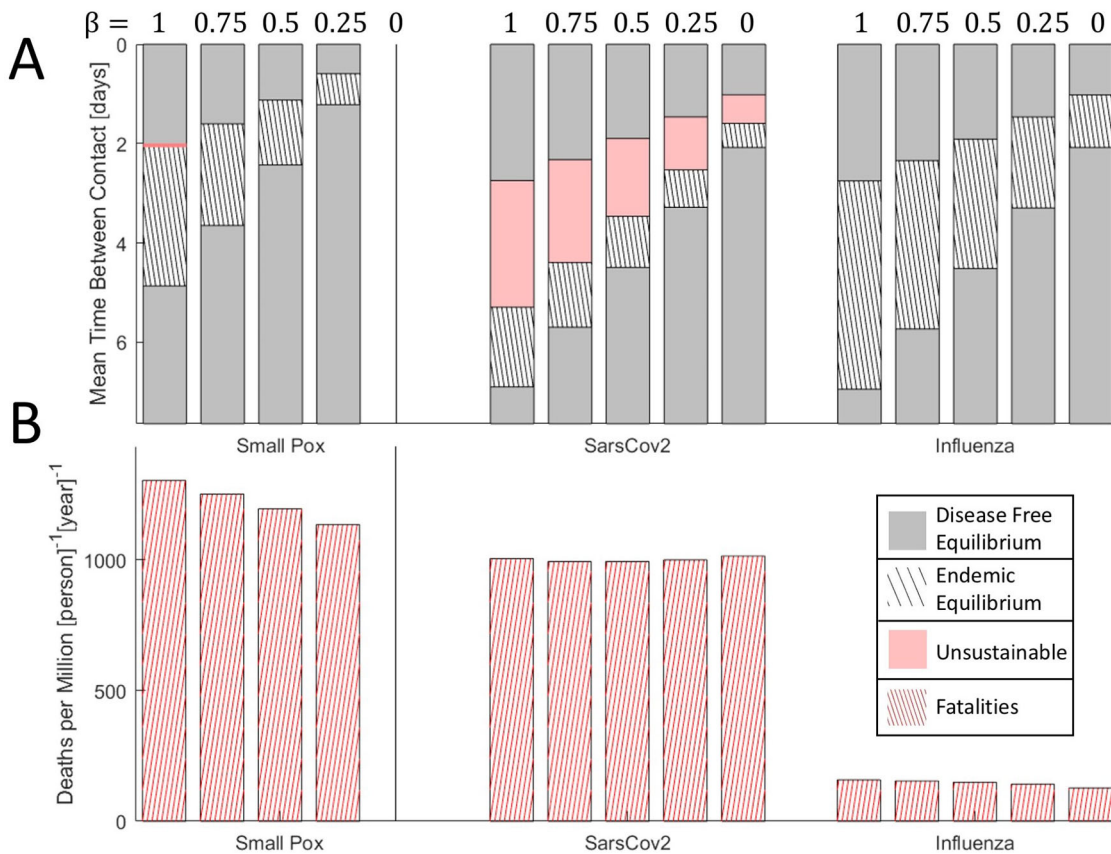 β = 1 0.75 0.5 0.25 0 1 0.75 0.5 0.25 0 1 0.75 0.5 0.25 0
A
Mean Time Between Contact [days]
0
2
4
6
Small Pox SarsCov2 Influenza
B
Deaths per Million [person]⁻¹[year]⁻¹
1000
500
0
Disease Free
Equilibrium
Endemic
Equilibrium
Unsustainable
Fatalities
Small Pox SarsCov2 Influenza